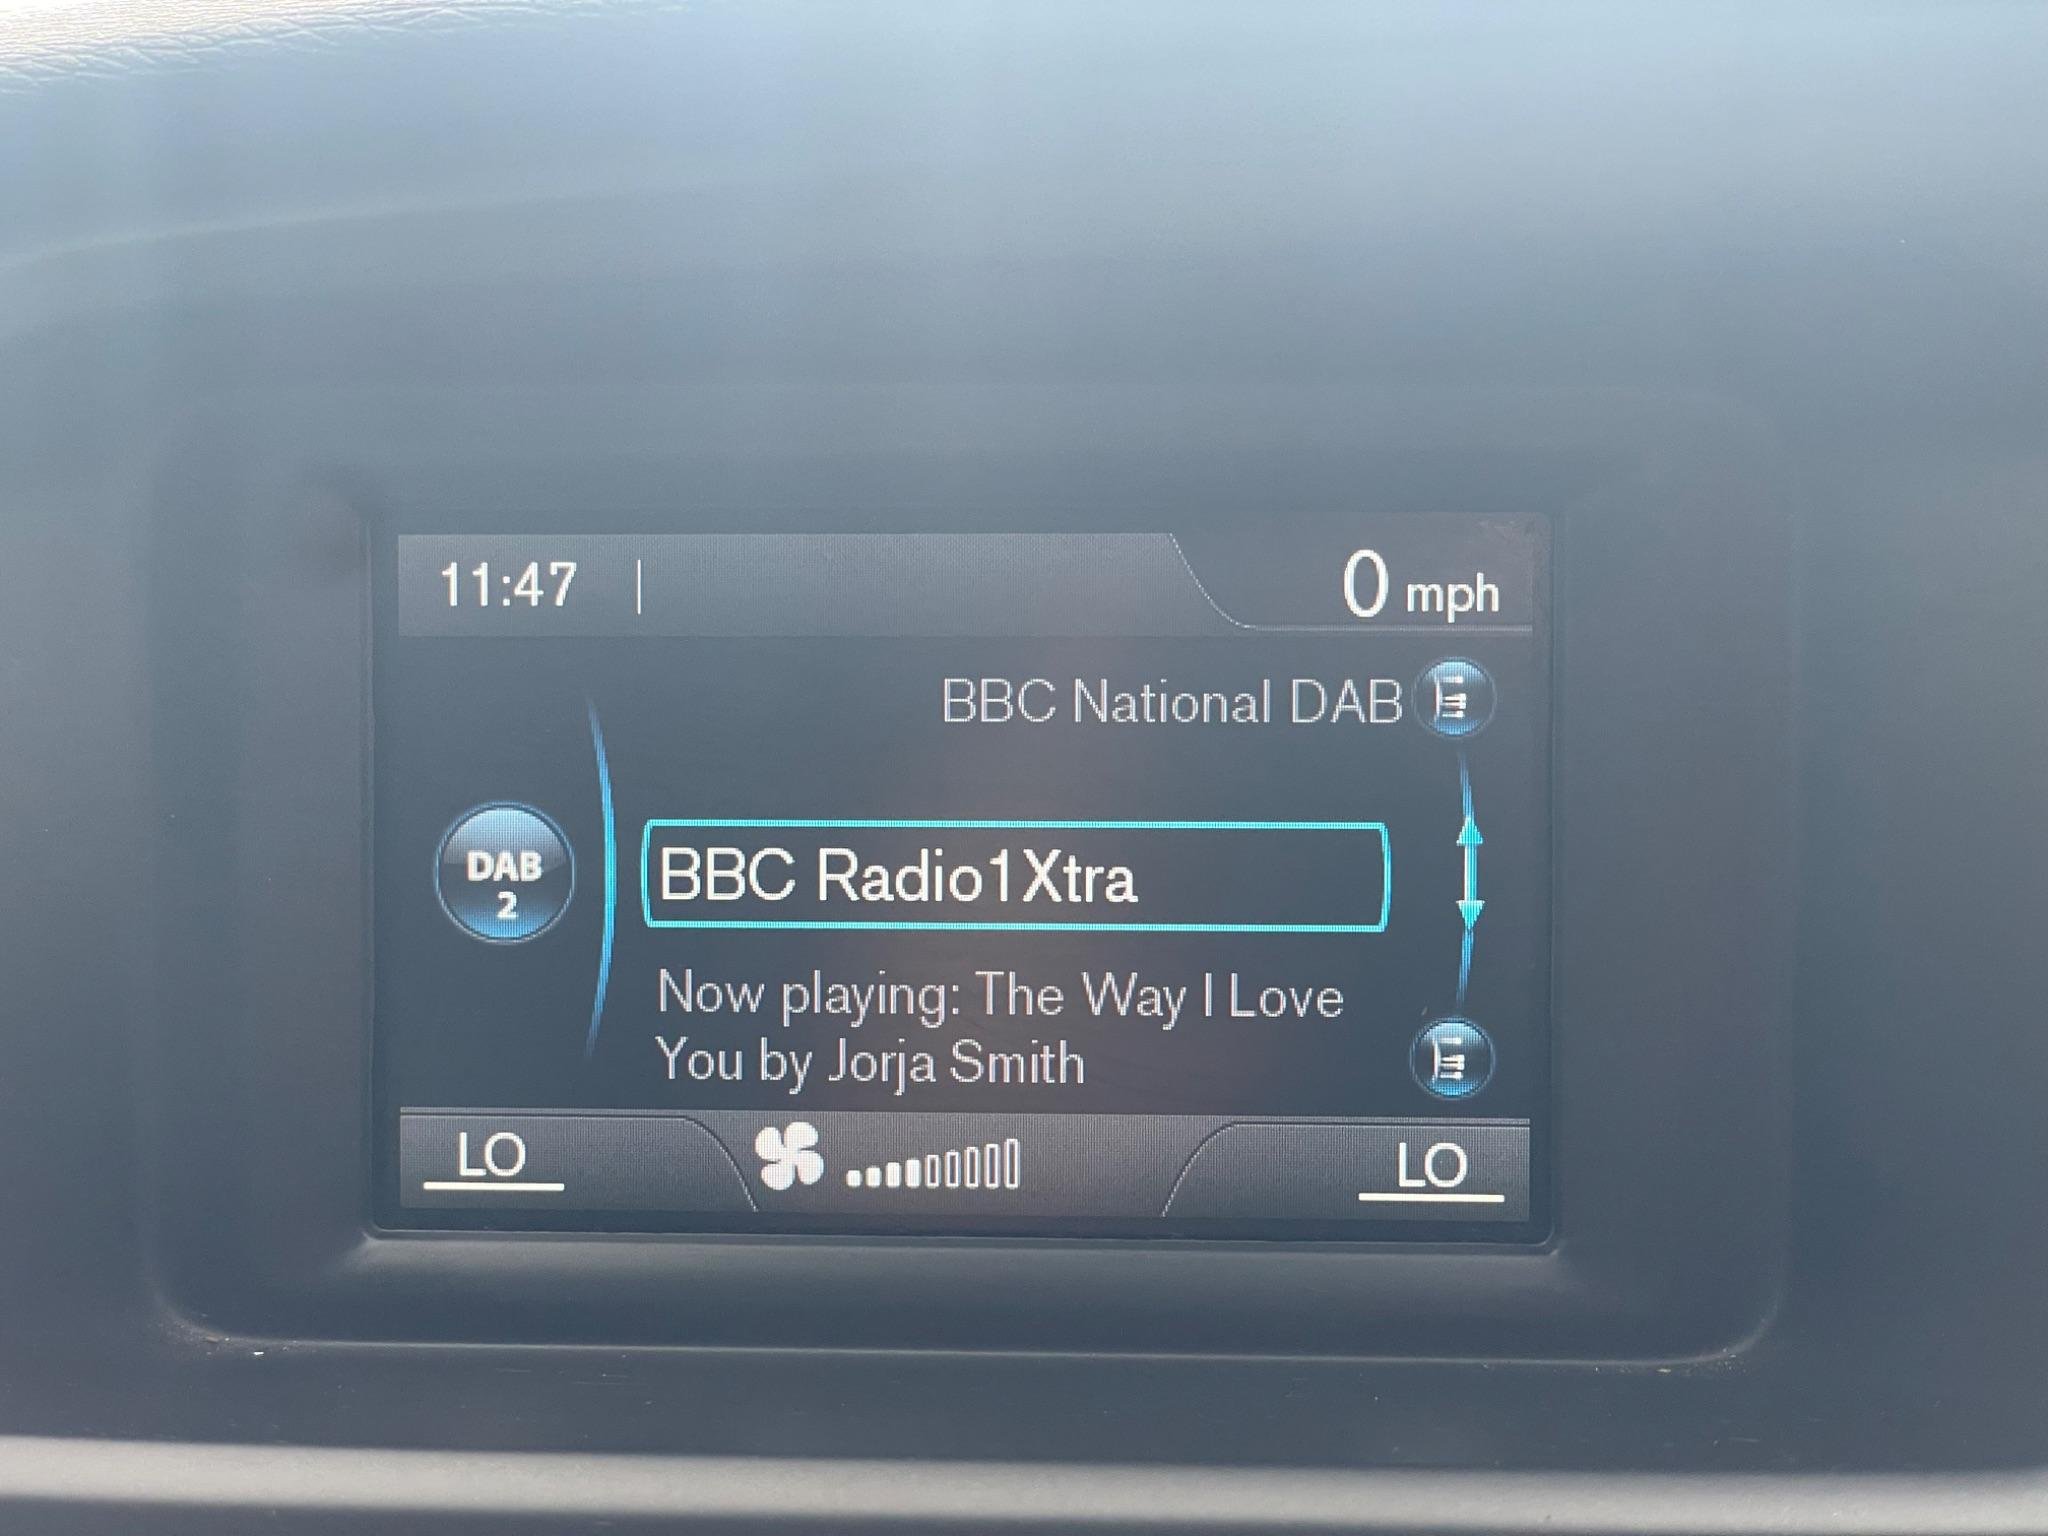 11:47
0 mph
BBC National DAB
DAB
2
BBC Radio1Xtra
Now playing: The Way I Love
You by Jorja Smith
LO
LO